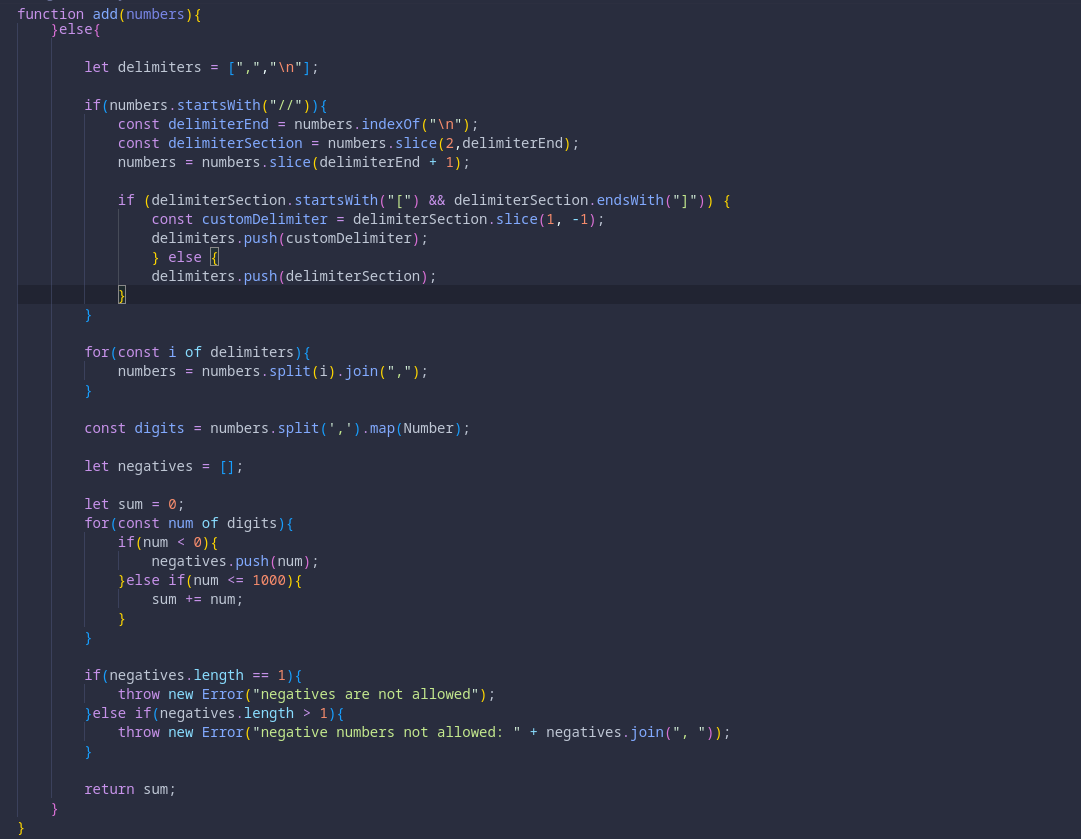 function add(numbers){
    }else{
        let delimiters = [",","\n"];
        if(numbers.startsWith("//")){
            const delimiterEnd = numbers.indexOf("\n");
            const delimiterSection = numbers.slice(2,delimiterEnd);
            numbers = numbers.slice(delimiterEnd + 1);
            if (delimiterSection.startsWith("[") && delimiterSection.endsWith("]")) {
                const customDelimiter = delimiterSection.slice(1, -1);
                delimiters.push(customDelimiter);
                } else {
                delimiters.push(delimiterSection);
            }
        }
        for(const i of delimiters){
            numbers = numbers.split(i).join(",");
        }
        const digits = numbers.split(',').map(Number);
        let negatives = [];
        let sum = 0;
        for(const num of digits){
            if(num < 0){
                negatives.push(num);
            }else if(num <= 1000){
                sum += num;
            }
        }
        if(negatives.length == 1){
            throw new Error("negatives are not allowed");
        }else if(negatives.length > 1){
            throw new Error("negative numbers not allowed: " + negatives.join(", "));
        }
        return sum;
    }
}